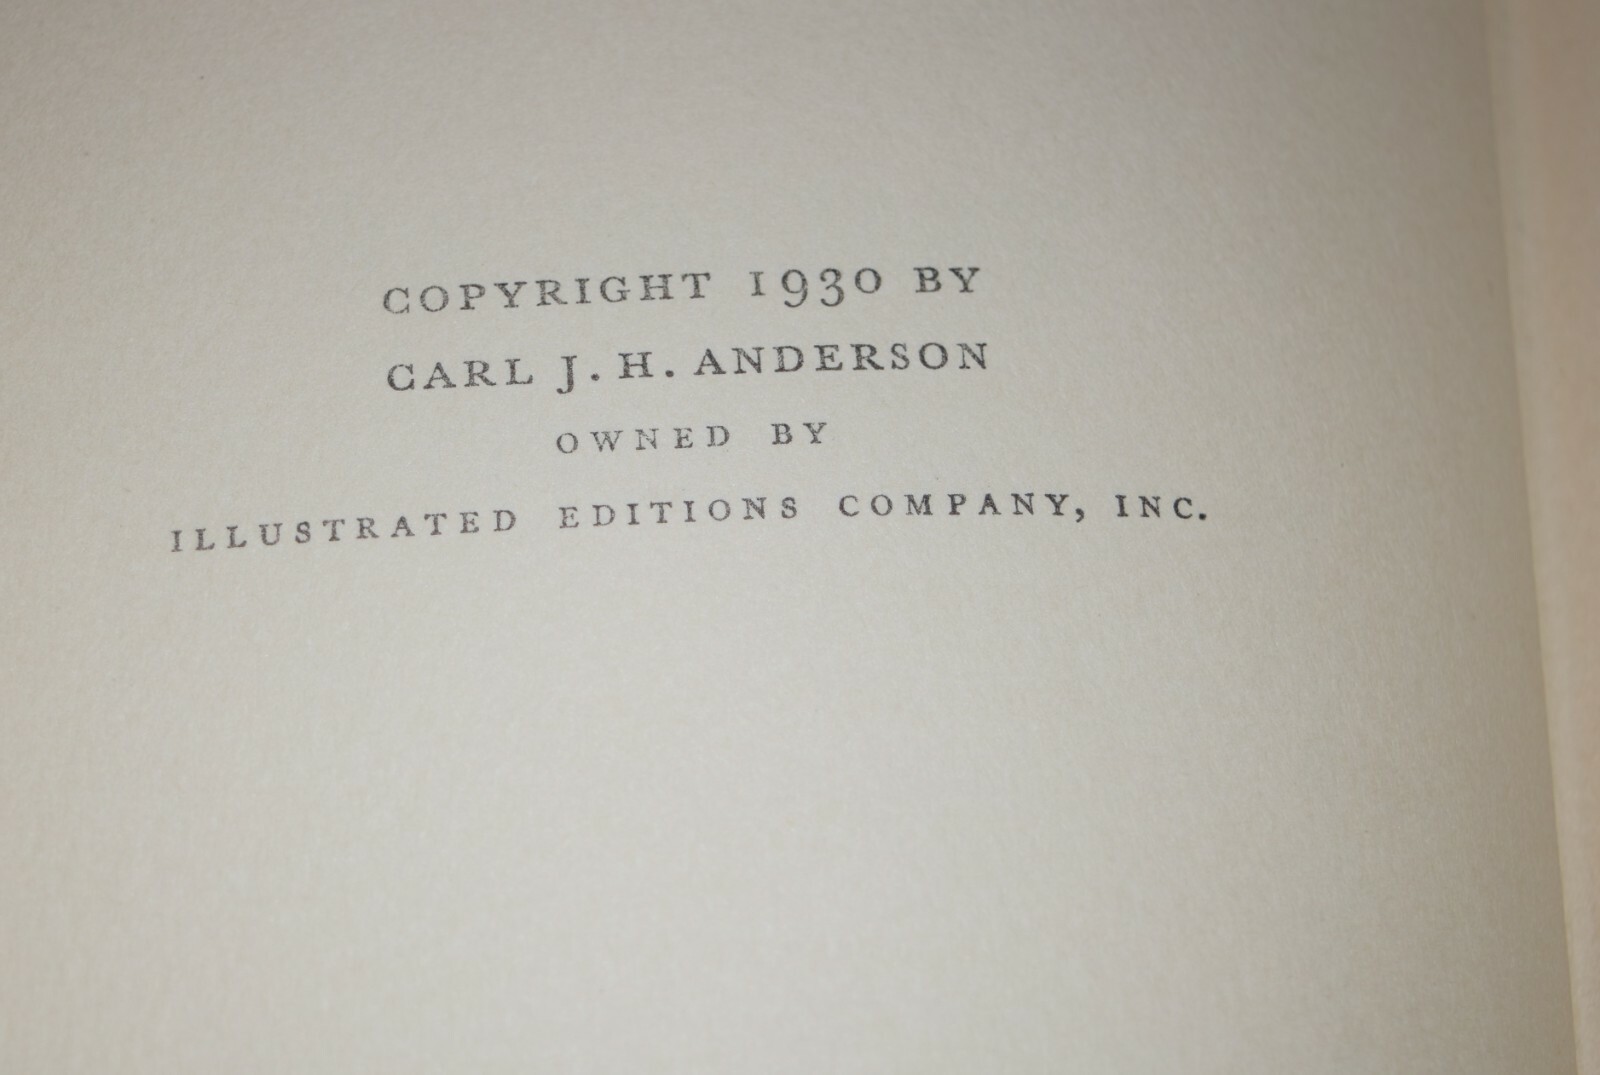 COPYRIGHT 1930 BY
CARL J. H. ANDERSON
OWNED BY
ILLUSTRATED EDITIONS COMPANY, INC.